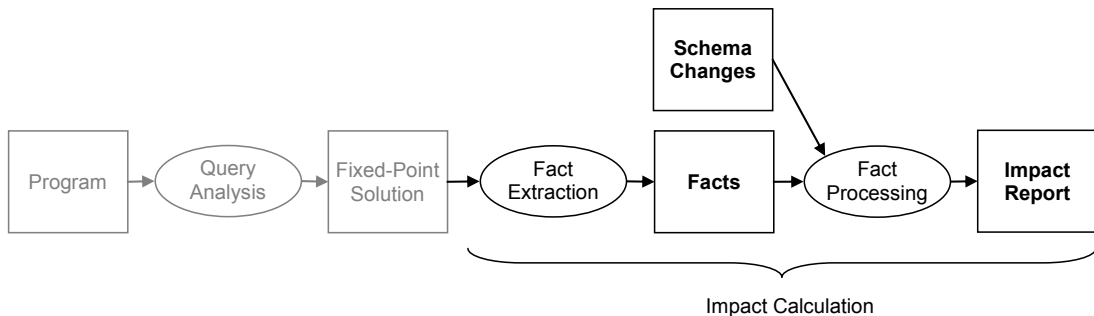 Schema
Changes
Program
Query
Analysis
Fixed-Point
Solution
Fact
Extraction
Facts
Fact
Processing
Impact
Report
Impact Calculation